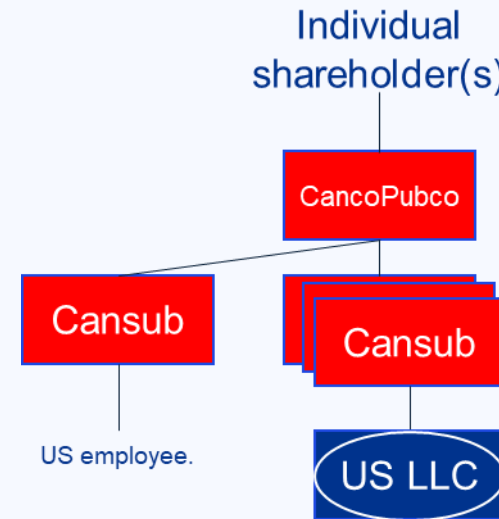 Individual
shareholder(s)
CancoPubco
Cansub
Cansub
US employee.
US LLC